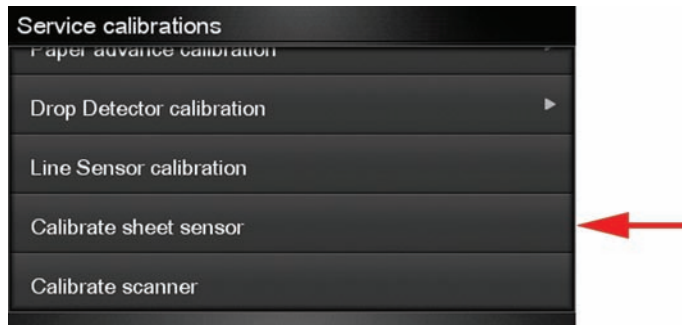 Service calibrations
Paper advance calibration
Drop Detector calibration
Line Sensor calibration
Calibrate sheet sensor
Calibrate scanner